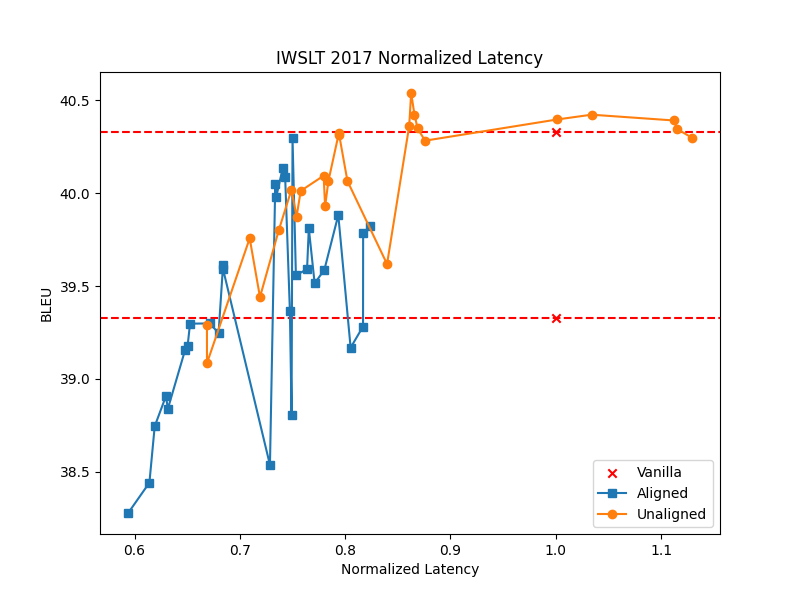 IWSLT 2017 Normalized Latency
BLEU
40.5
40.0
39.5
39.0
38.5
0.6 0.7 0.8 0.9 1.0 1.1
Normalized Latency
Vanilla
Aligned
Unaligned